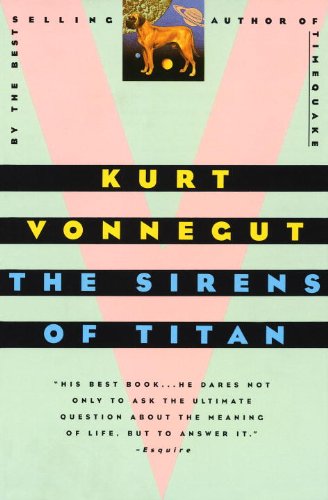 BY THE BEST SELLING AUTHOR OF TIMEQUAKE
KURT
VONNEGUT
THE SIRENS
OF TITAN
"HIS BEST BOOK...HE DARES NOT
ONLY TO ASK THE ULTIMATE
QUESTION ABOUT THE MEANING
OF LIFE, BUT TO ANSWER IT."
–Esquire